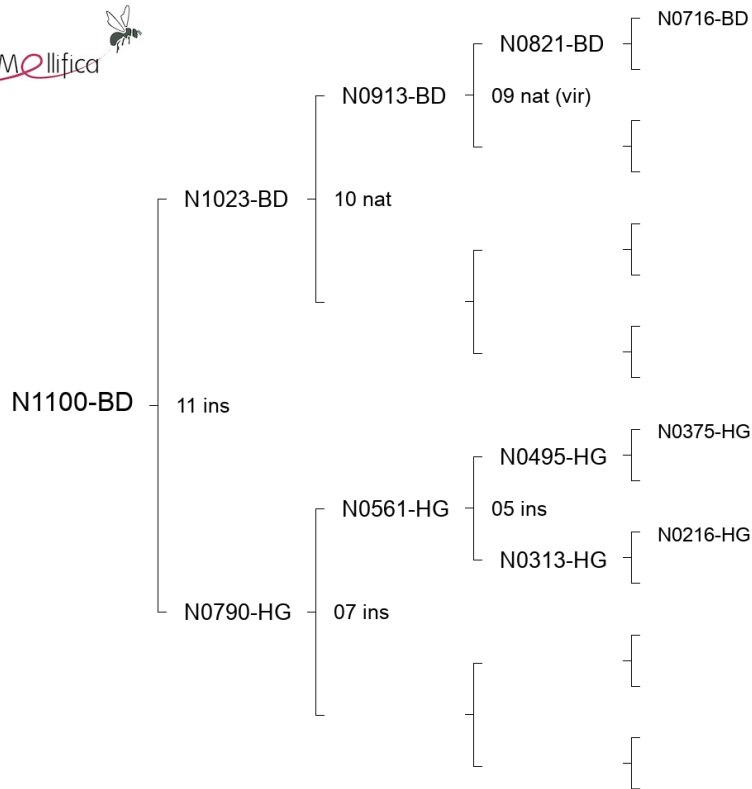 Mellifica
N0716-BD
N0821-BD
N0913-BD
09 nat (vir)
N1023-BD
10 nat
N1100-BD
11 ins
N0375-HG
N0495-HG
N0561-HG
05 ins
N0216-HG
N0313-HG
N0790-HG
07 ins